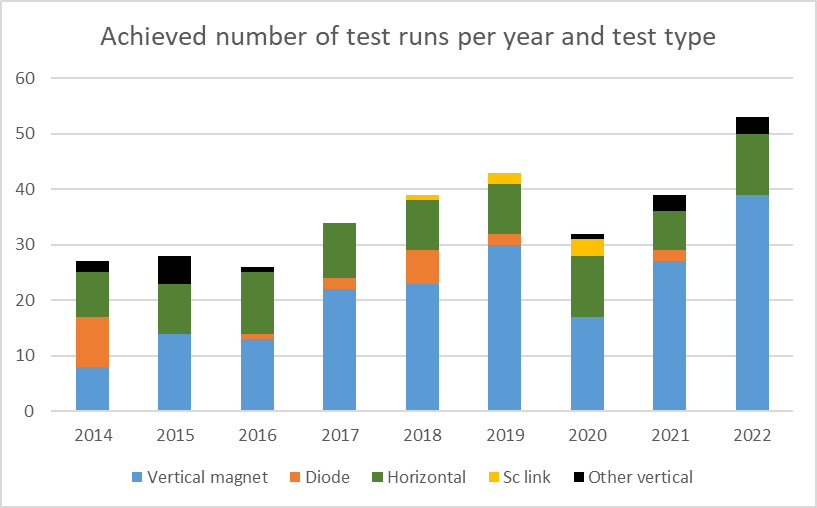 Achieved number of test runs per year and test type
60
50
40
30
20
10
0
2014 2015 2016 2017 2018 2019 2020 2021 2022
Vertical magnet Diode Horizontal Sc link Other vertical